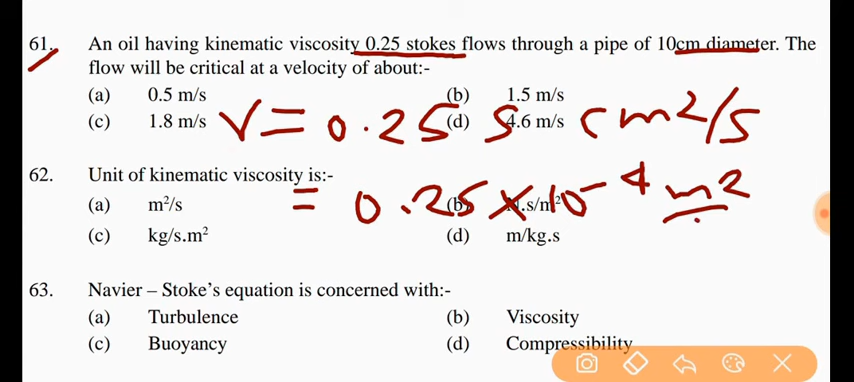 61. An oil having kinematic viscosity 0.25 stokes flows through a pipe of 10cm diameter. The
flow will be critical at a velocity of about:-
(a) 0.5 m/s (b) 1.5 m/s
(c) 1.8 m/s (d) 4.6 m/s
V = 0.25 S cm2/s
62. Unit of kinematic viscosity is:-
= 0.25 × 10-4 m2
(a) m²/s (b) .s/m²
(c) kg/s.m² (d) m/kg.s
63. Navier – Stoke's equation is concerned with:-
(a) Turbulence (b) Viscosity
(c) Buoyancy (d) Compressibility